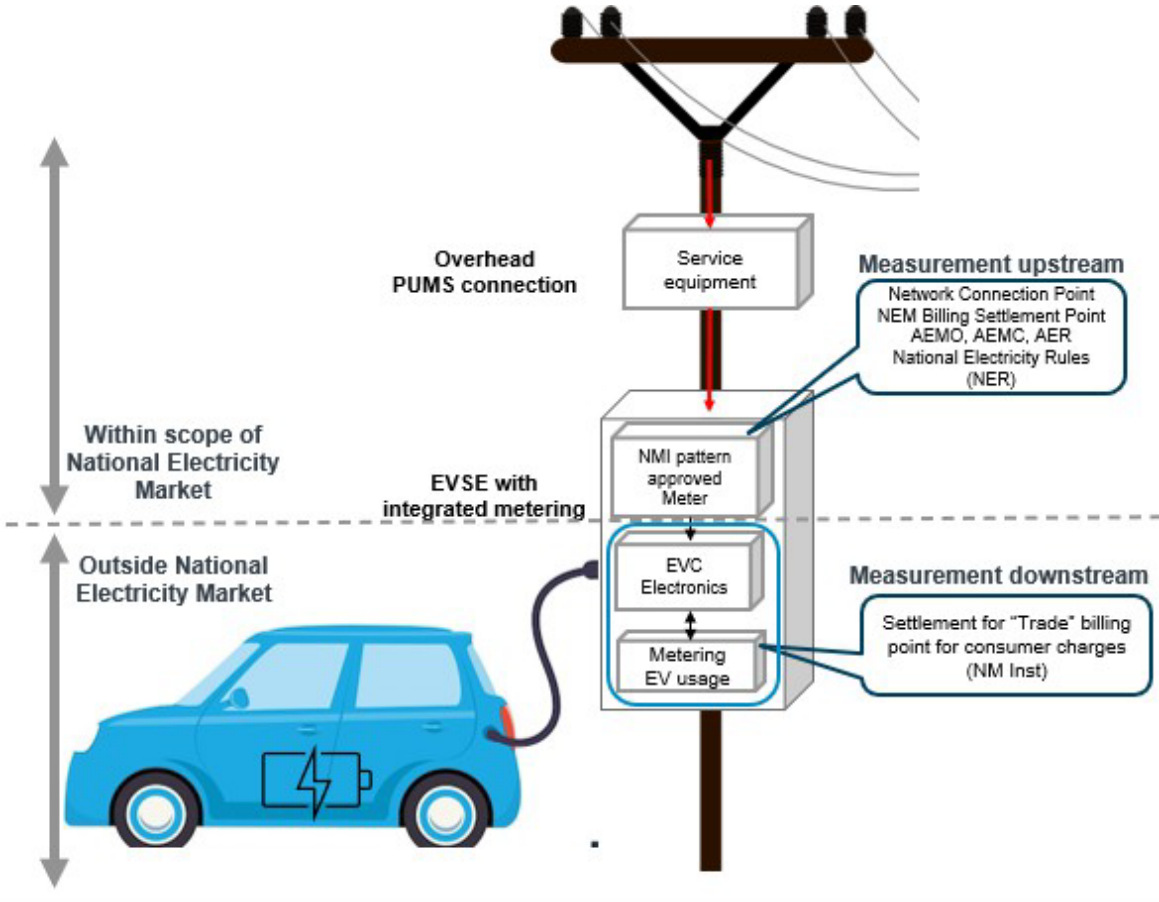 Service
equipment
Overhead
PUMS connection
Measurement upstream
Network Connection Point
NEM Billing Settlement Point
AEMO, AEMC, AER
National Electricity Rules
(NER)
Within scope of
National Electricity
Market
EVSE with
integrated metering
NMI pattern
approved
Meter
Outside National
Electricity Market
EVC
Electronics
Measurement downstream
Settlement for “Trade” billing
point for consumer charges
(NM Inst)
Metering
EV usage